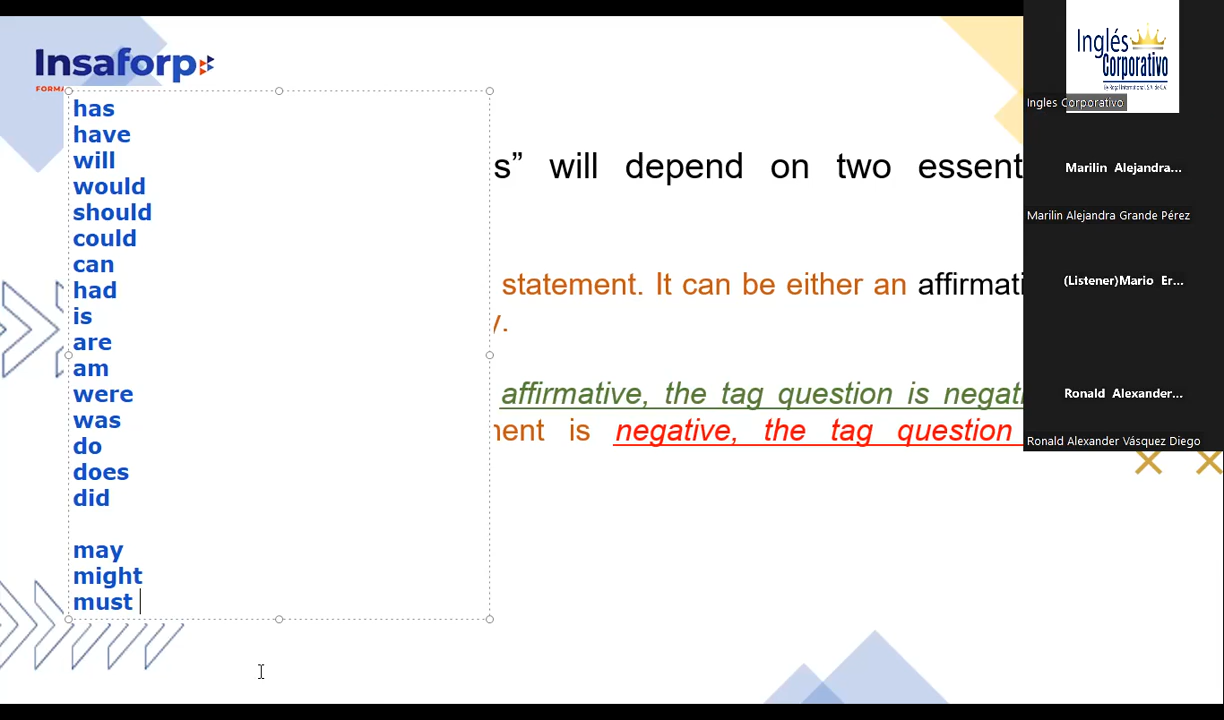 Insaforp
FORMA
has
have
will
would
should
could
can
had
is
are
am
were
was
do
does
did
may
might
must
s” will depend on two essent
statement. It can be either an affirmati
y.
affirmative, the tag question is negati
ment is negative, the tag question
Inglés
Corporativo
Ingles Corporativo
Marilin Alejandra...
Marilin Alejandra Grande Pérez
(Listener)Mario Er...
Ronald Alexander...
Ronald Alexander Vásquez Diego